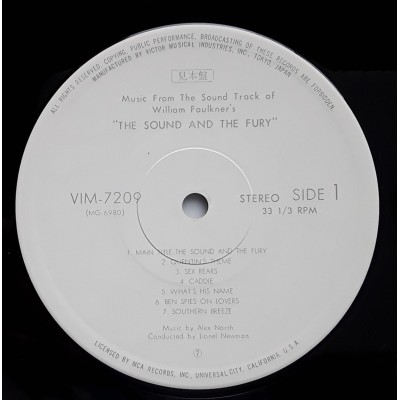 ALL RIGHTS RESERVED. COPYING, PUBLIC PERFORMANCE, BROADCASTING OF THESE RECORDS ARE FORBIDDEN.
MANUFACTURED BY VICTOR MUSICAL INDUSTRIES, INC., TOKYO, JAPAN
見本盤
Music From The Sound Track of
William Faulkner's
"THE SOUND AND THE FURY"
VIM-7209
(MG 6980)
STEREO SIDE 1
33 1/3 RPM
1. MAIN TITLE-THE SOUND AND THE FURY
2. QUENTIN'S THEME
3. SEX REARS
4. CADDIE
5. WHAT'S HIS NAME
6. BEN SPIES ON LOVERS
7. SOUTHERN BREEZE
Music by Alex North
Conducted by Lionel Newman
LICENSED BY MCA RECORDS, INC., UNIVERSAL CITY, CALIFORNIA, U.S.A.